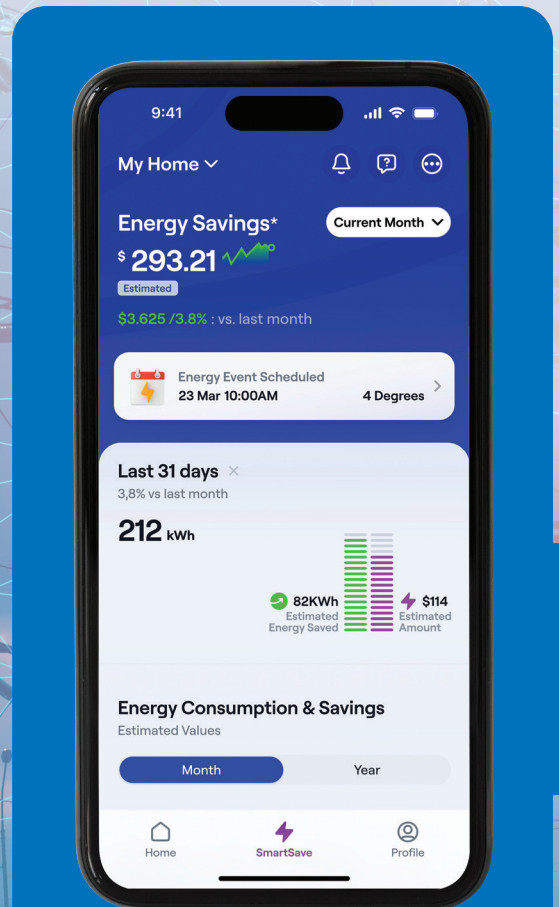 9:41
My Home
Energy Savings*
Current Month
$ 293.21
Estimated
$3.625 /3.8% : vs. last month
Energy Event Scheduled
23 Mar 10:00AM
4 Degrees
Last 31 days
3,8% vs last month
212 kWh
82KWh
Estimated
Energy Saved
$114
Estimated
Amount
Energy Consumption & Savings
Estimated Values
Month
Year
Home
SmartSave
Profile